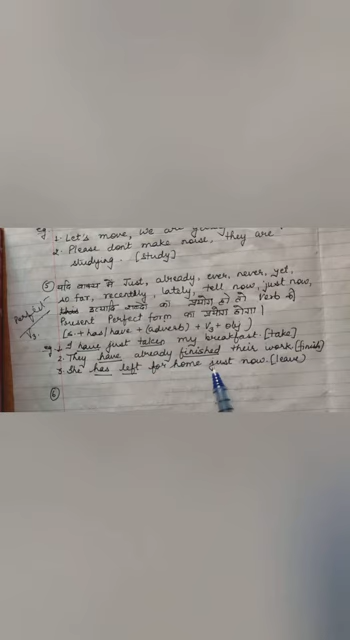 eg. 1. Let's move, we are
2. Please dont make noise, they are
studying. [study]
⑤ यदि वाक्य में Just, already, ever, never, yet,
so far, recently, lately, tell now, just now,
इत्यादि शब्दों का प्रयोग हो तो Verb की
Present Perfect form का प्रयोग होगा।
[s + has/have + (adverb) + V3 + obj)
Perfect
V3
eg 1. I have just taken my breakfast. [take]
2. They have already finished their work [finish]
3. She has left for home just now. [leave)
⑥